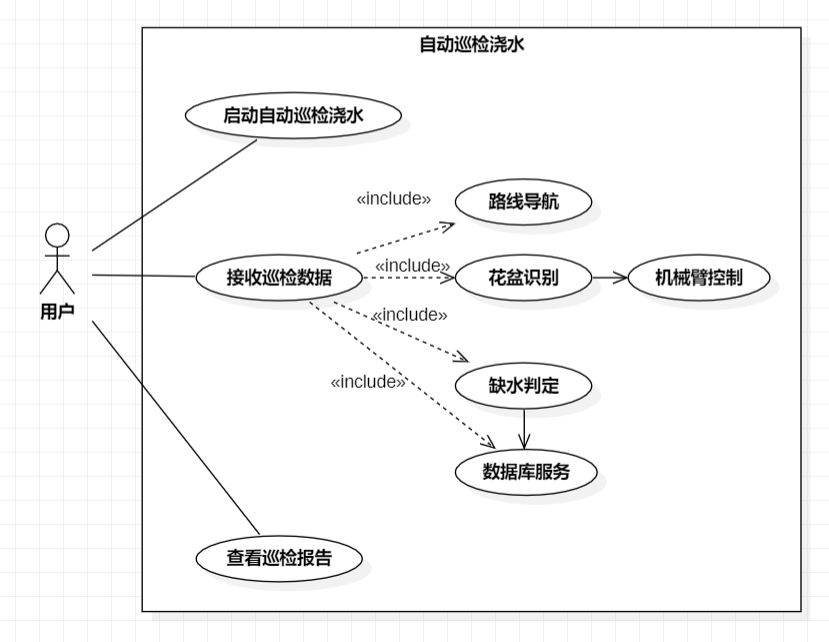 自动巡检浇水
启动自动巡检浇水
«include»
路线导航
用户
接收巡检数据
«include»
花盆识别
机械臂控制
«include»
缺水判定
«include»
数据库服务
查看巡检报告